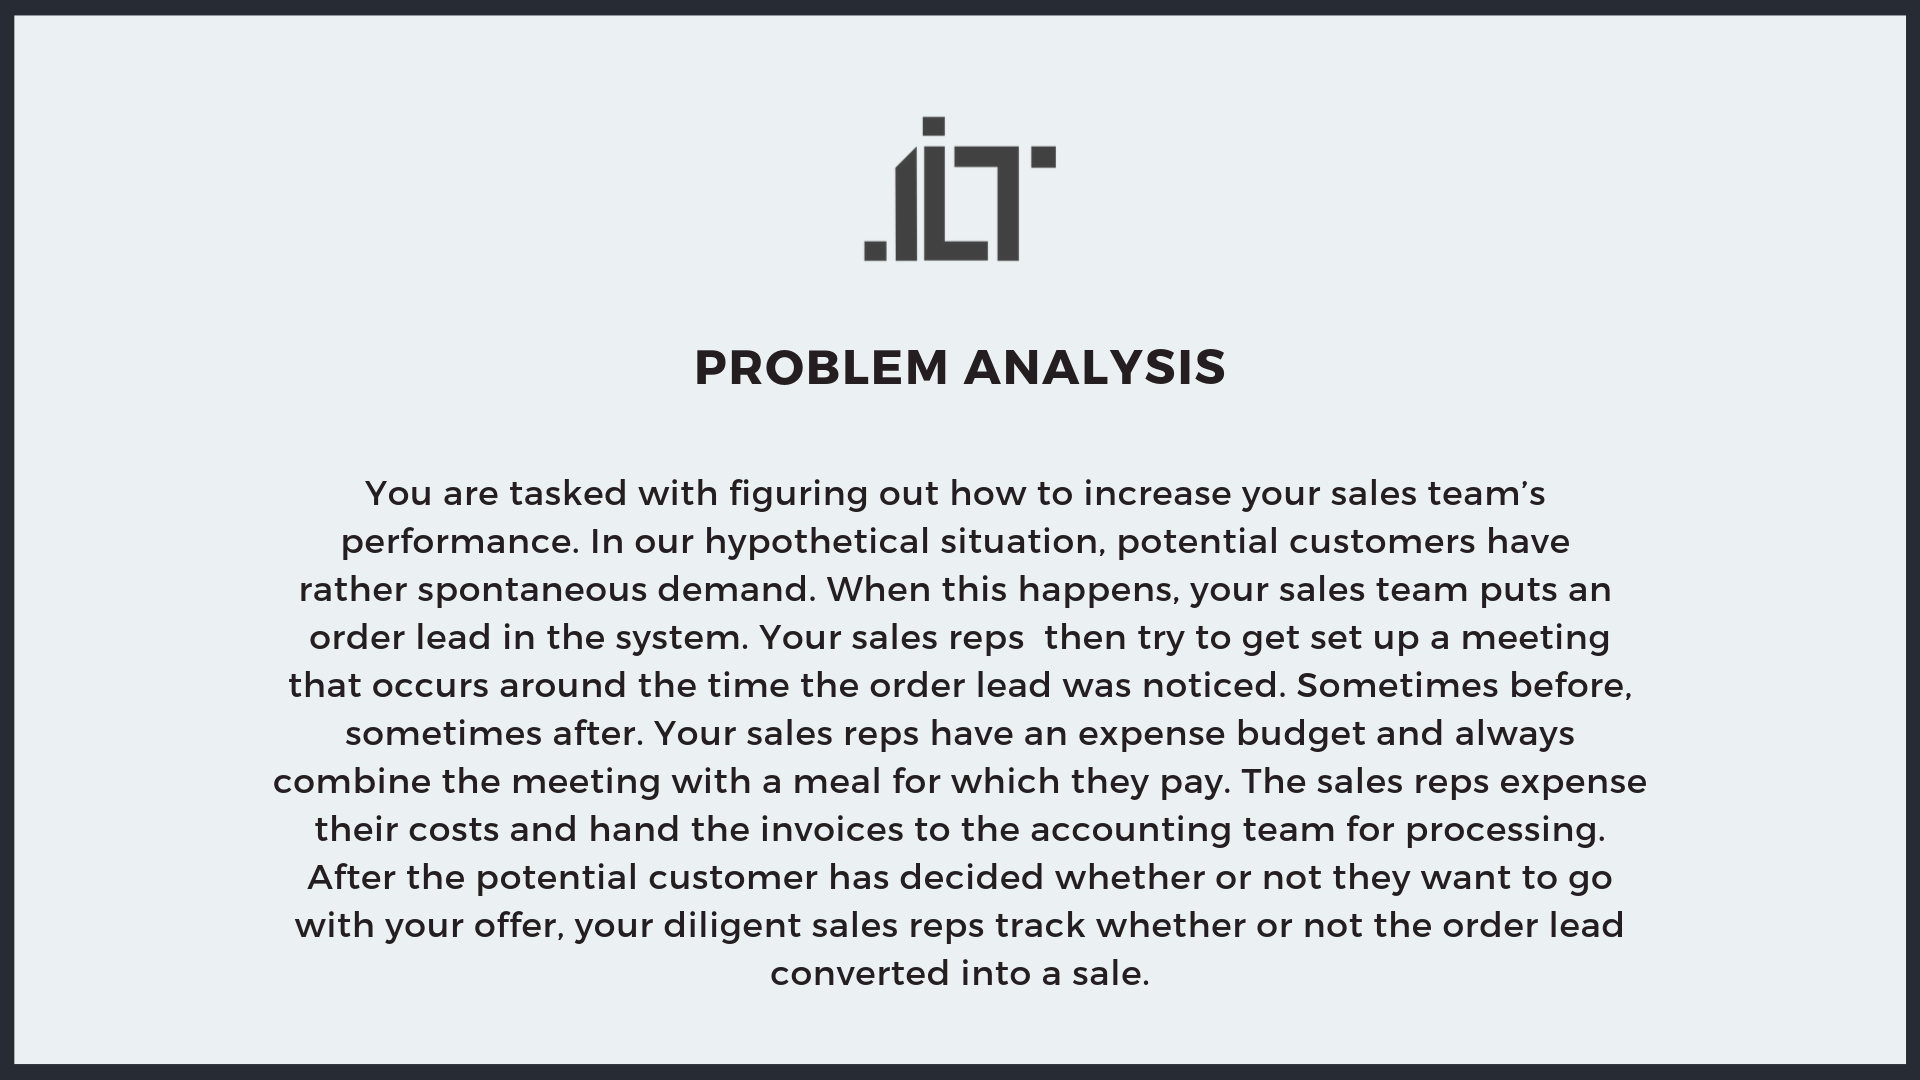 PROBLEM ANALYSIS
You are tasked with figuring out how to increase your sales team’s
performance. In our hypothetical situation, potential customers have
rather spontaneous demand. When this happens, your sales team puts an
order lead in the system. Your sales reps  then try to get set up a meeting
that occurs around the time the order lead was noticed. Sometimes before,
sometimes after. Your sales reps have an expense budget and always
combine the meeting with a meal for which they pay. The sales reps expense
their costs and hand the invoices to the accounting team for processing.
After the potential customer has decided whether or not they want to go
with your offer, your diligent sales reps track whether or not the order lead
converted into a sale.